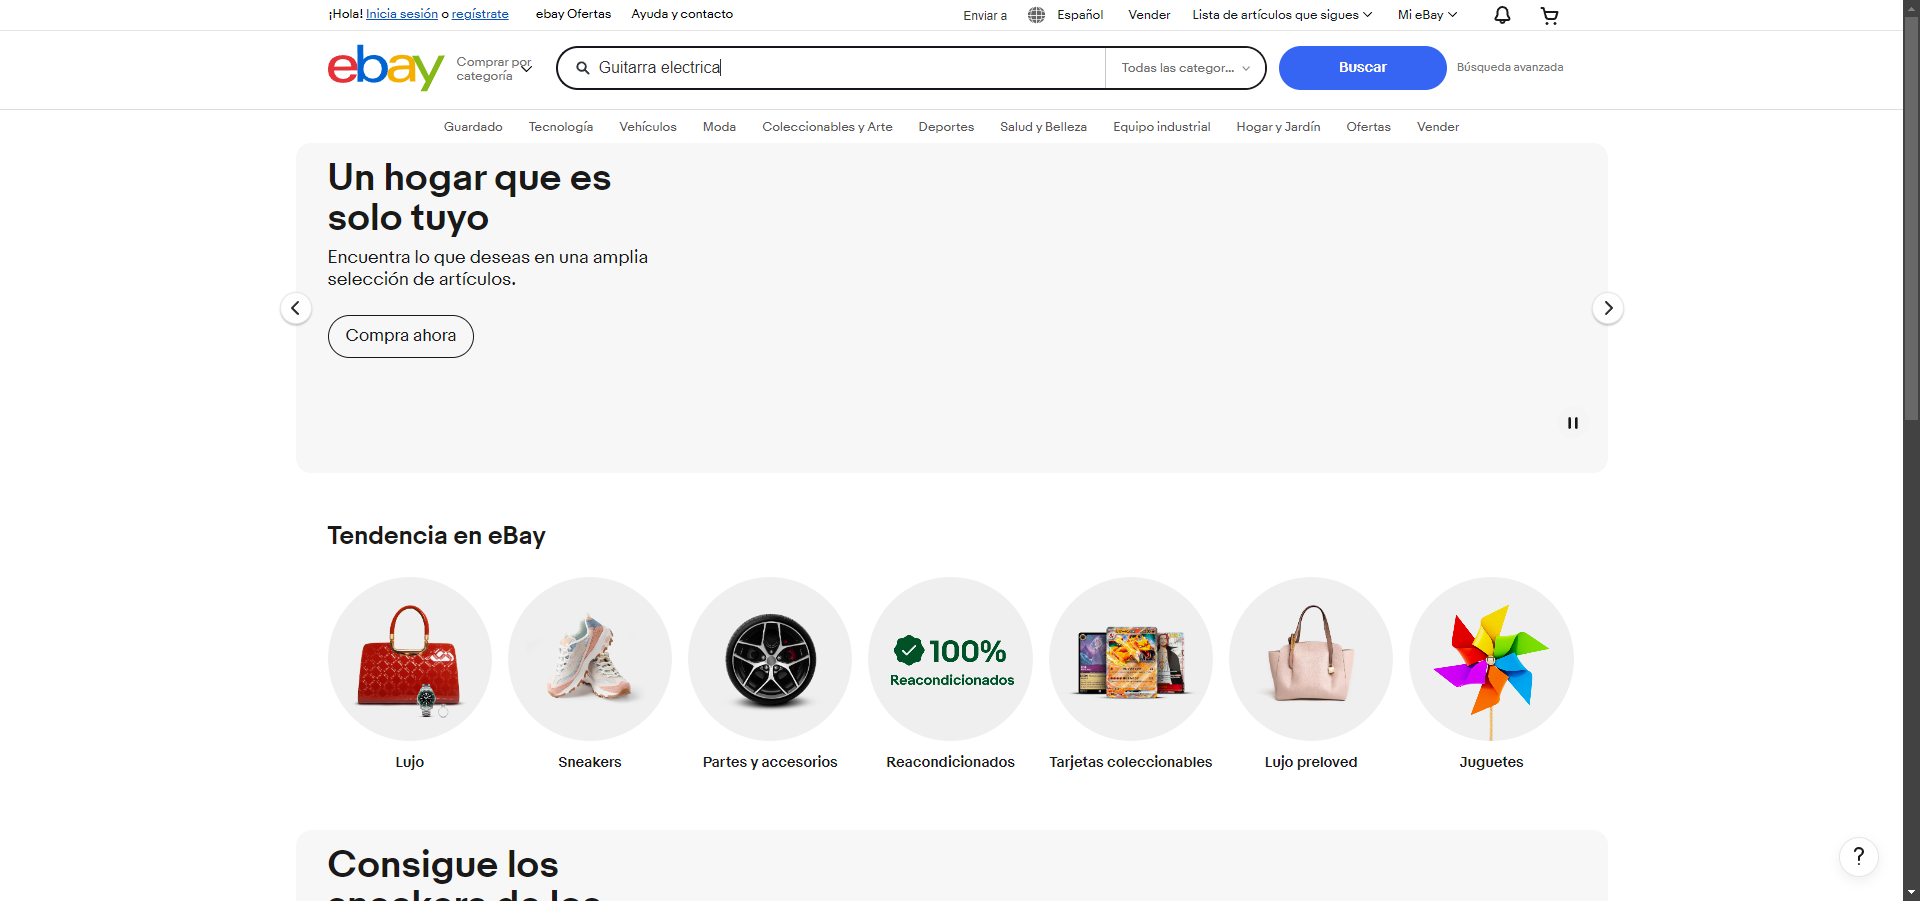 ¡Hola! Inicia sesión o regístrate
ebay Ofertas
Ayuda y contacto
Enviar a
Español
Vender
Lista de artículos que sigues
Mi eBay
ebay
Comprar por
categoría
Guitarra electrica
Todas las categor...
Buscar
Búsqueda avanzada
Guardado
Tecnología
Vehículos
Moda
Coleccionables y Arte
Deportes
Salud y Belleza
Equipo industrial
Hogar y Jardín
Ofertas
Vender
Un hogar que es
solo tuyo
Encuentra lo que deseas en una amplia
selección de artículos.
Compra ahora
Tendencia en eBay
100%
Reacondicionados
Lujo
Sneakers
Partes y accesorios
Reacondicionados
Tarjetas coleccionables
Lujo preloved
Juguetes
Consigue los
sneakers de los
?